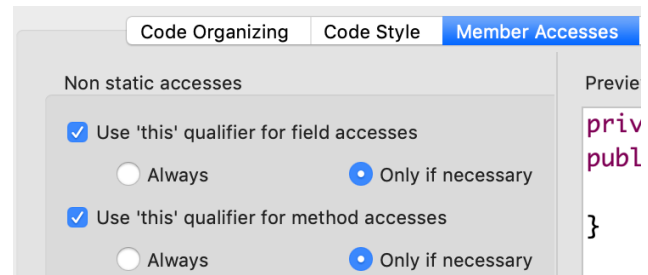 Code Organizing Code Style Member Accesses
Non static accesses
Previe
Use 'this' qualifier for field accesses
Always Only if necessary
Use 'this' qualifier for method accesses
Always Only if necessary
priv
publ
}